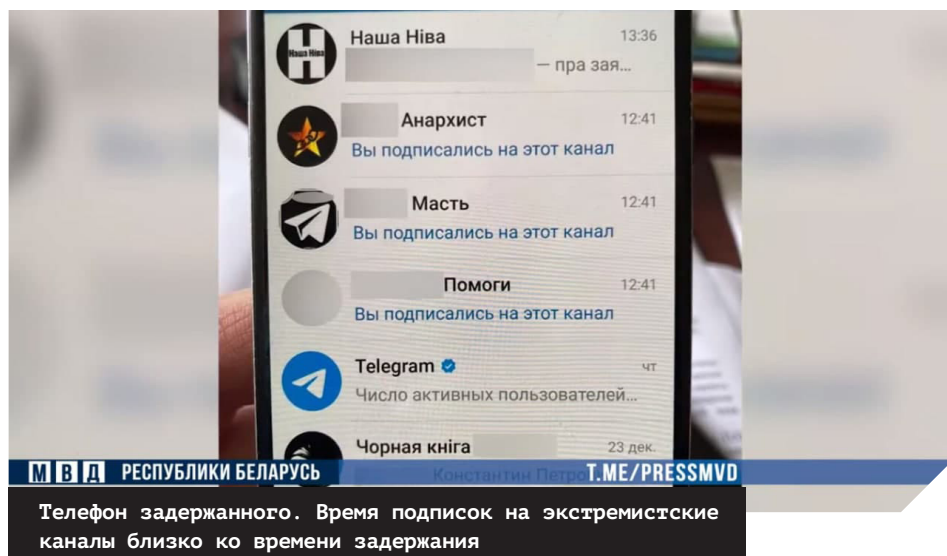 Наша Ніва
13:36
Наша Ніва
— пра зая...
Анархист
12:41
Вы подписались на этот канал
Масть
12:41
Вы подписались на этот канал
Помоги
12:41
Вы подписались на этот канал
Telegram
чт
Число активных пользователей...
Чорная кніга
23 дек.
Константин Петро
МВД РЕСПУБЛИКИ БЕЛАРУСЬ
T.ME/PRESSMVD
Телефон задержанного. Время подписок на экстремистские
каналы близко ко времени задержания